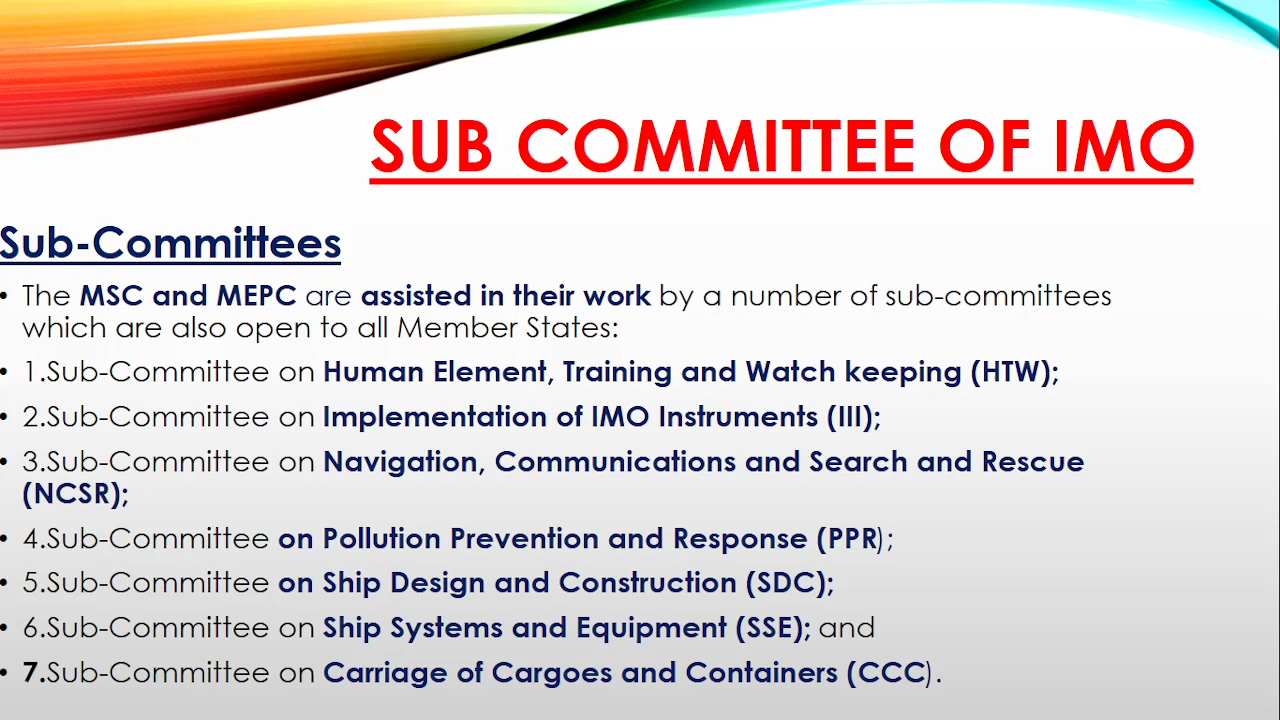 SUB COMMITTEE OF IMO
Sub-Committees
• The MSC and MEPC are assisted in their work by a number of sub-committees
which are also open to all Member States:
• 1.Sub-Committee on Human Element, Training and Watch keeping (HTW);
• 2.Sub-Committee on Implementation of IMO Instruments (III);
• 3.Sub-Committee on Navigation, Communications and Search and Rescue
(NCSR);
• 4.Sub-Committee on Pollution Prevention and Response (PPR);
• 5.Sub-Committee on Ship Design and Construction (SDC);
• 6.Sub-Committee on Ship Systems and Equipment (SSE); and
• 7.Sub-Committee on Carriage of Cargoes and Containers (CCC).